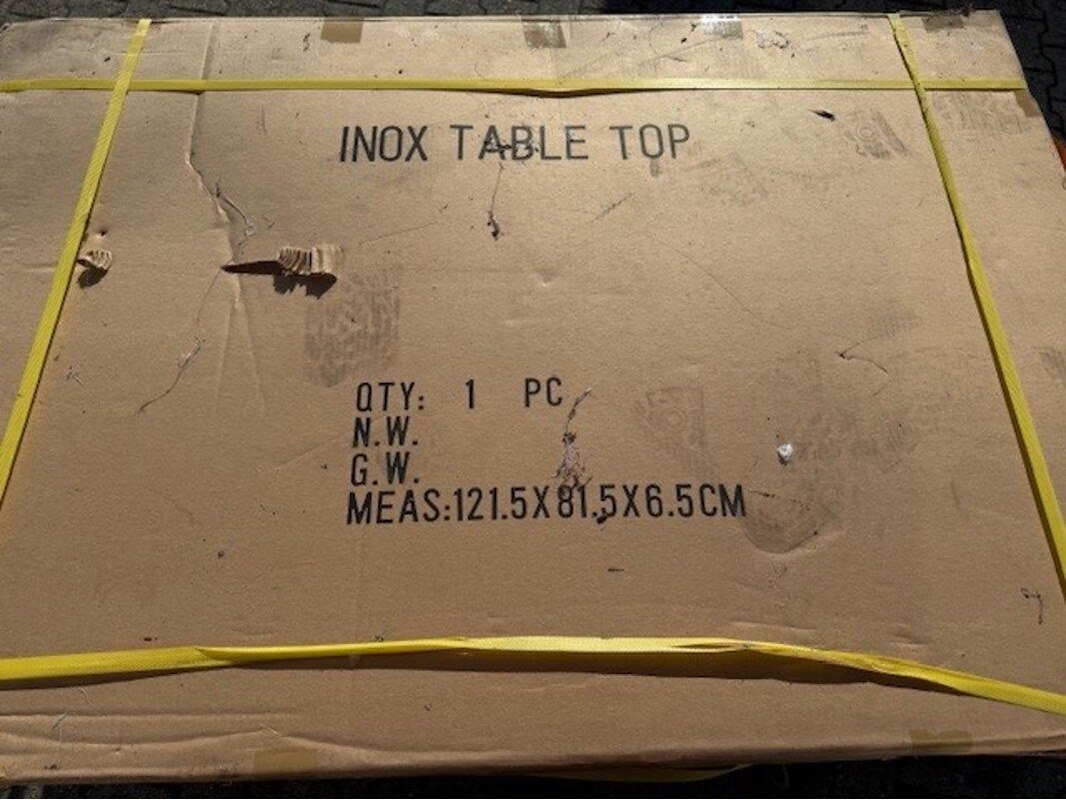 INOX TABLE TOP
QTY: 1 PC
N.W.
G.W.
MEAS:121.5X81.5X6.5CM